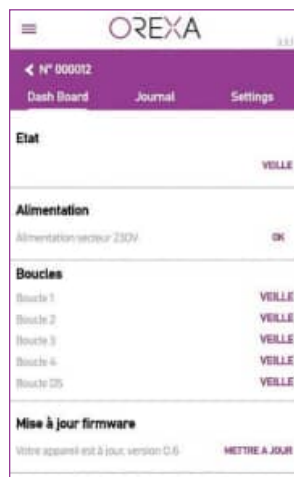 OREXA
N° 000012
Dash Board Journal Settings
Etat
VEILLE
Alimentation
Alimentation secteur 230V OK
Boucles
Boucle 1 VEILLE
Boucle 2 VEILLE
Boucle 3 VEILLE
Boucle 4 VEILLE
Boucle DS VEILLE
Mise à jour firmware
Votre appareil est à jour, version 0.6 METTRE A JOUR